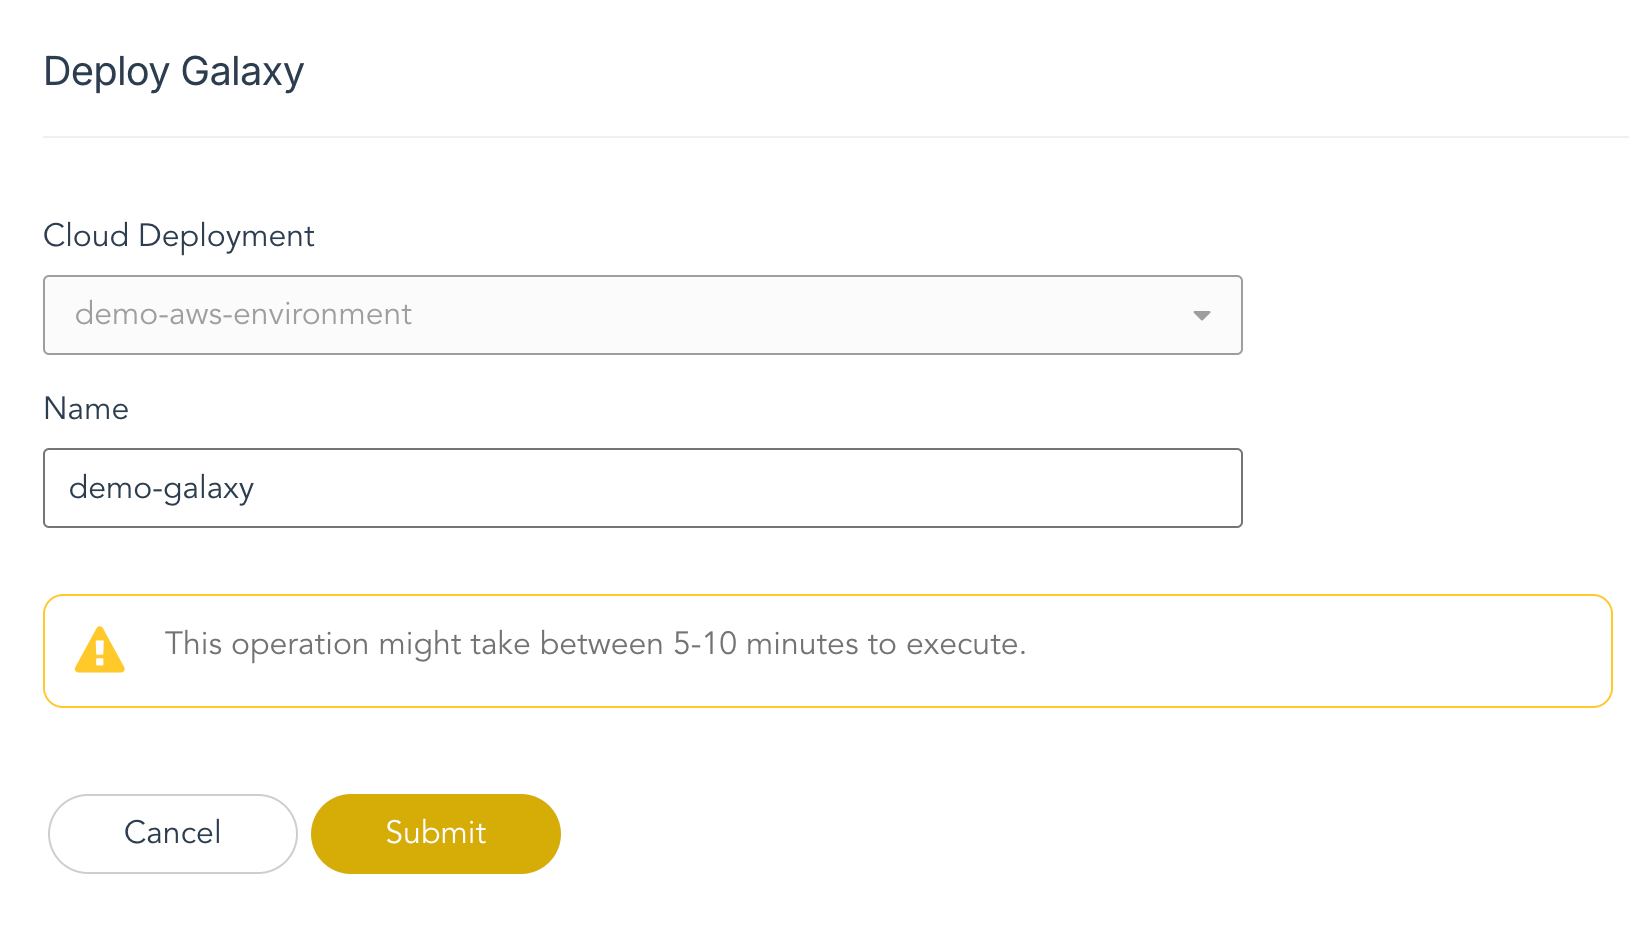 Deploy Galaxy
Cloud Deployment
demo-aws-environment
Name
demo-galaxy
This operation might take between 5-10 minutes to execute.
Cancel
Submit